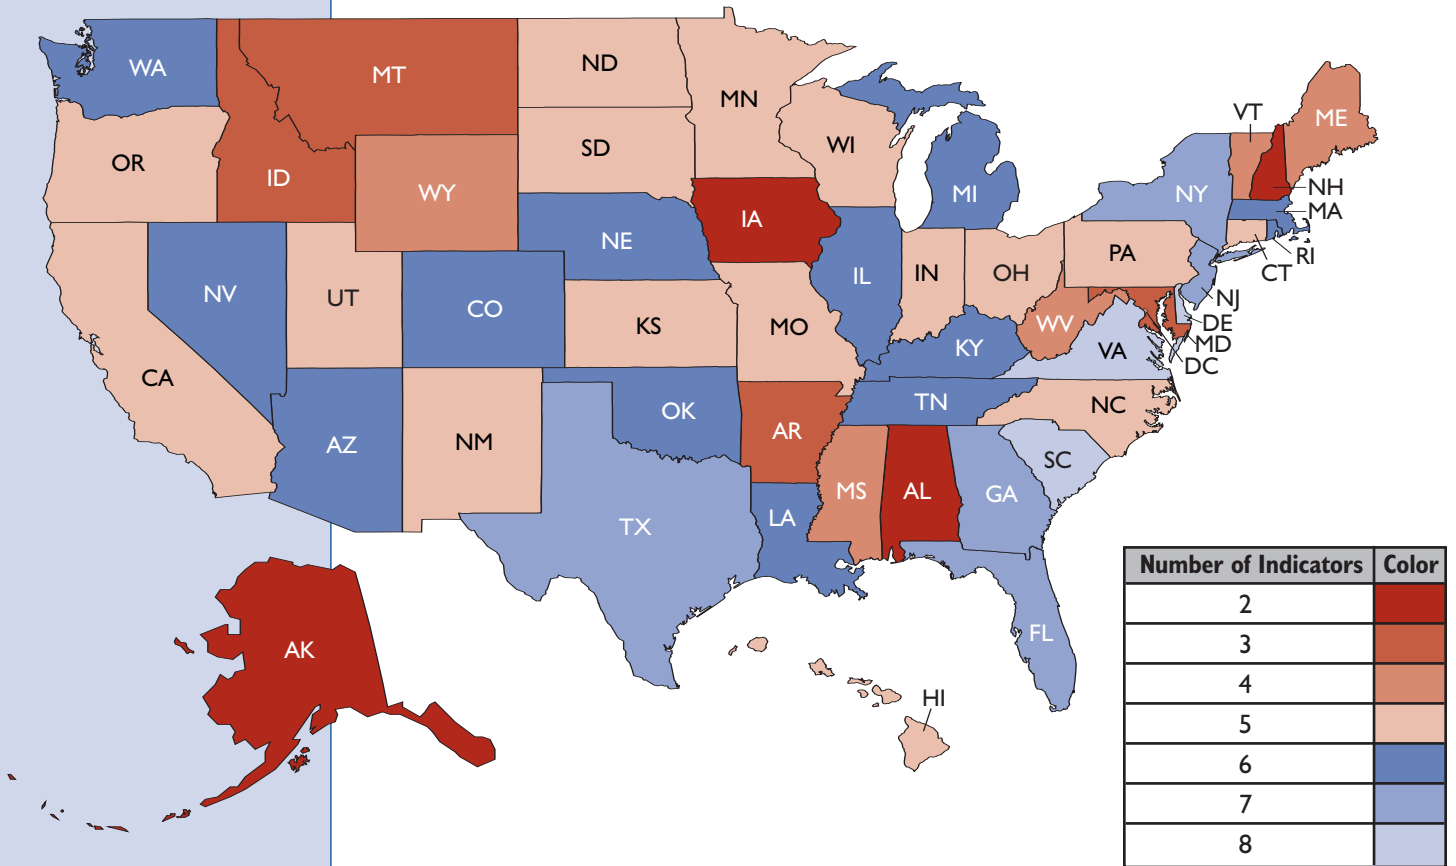 WA
MT
ND
MN
VT
ME
OR
ID
SD
WI
WY
MI
NY
NH
MA
IA
NE
PA
RI
CT
NV
UT
CO
IL
IN
OH
NJ
KS
MO
WV
DE
MD
DC
CA
KY
VA
AZ
NM
OK
AR
TN
NC
SC
TX
LA
MS
AL
GA
FL
AK
HI
Number of Indicators Color
2
3
4
5
6
7
8